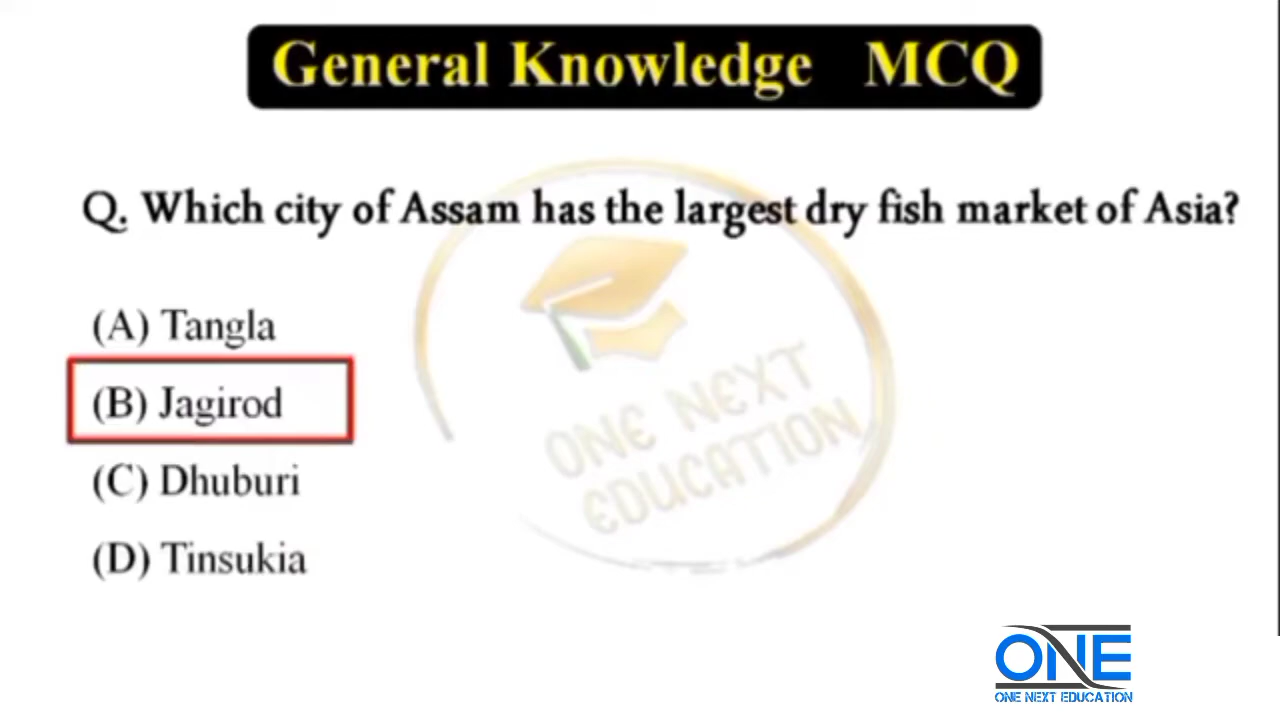 General Knowledge MCQ
Q. Which city of Assam has the largest dry fish market of Asia?
(A) Tangla
(B) Jagirod
(C) Dhuburi
(D) Tinsukia
ONE NEXT
EDUCATION
ONE
ONE NEXT EDUCATION